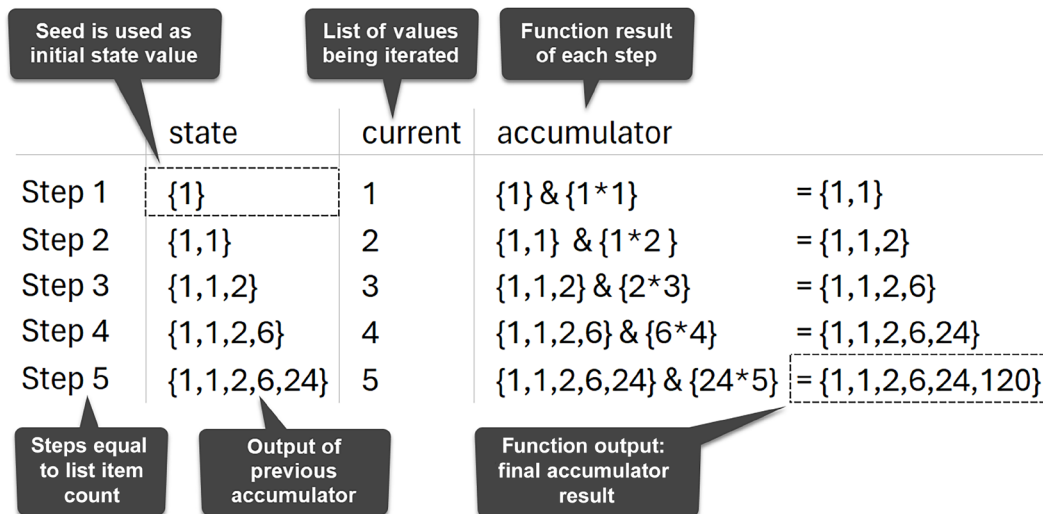 Seed is used as
initial state value
List of values
being iterated
Function result
of each step
state current accumulator
Step 1 {1} 1 {1} & {1*1} = {1,1}
Step 2 {1,1} 2 {1,1} & {1*2 } = {1,1,2}
Step 3 {1,1,2} 3 {1,1,2} & {2*3} = {1,1,2,6}
Step 4 {1,1,2,6} 4 {1,1,2,6} & {6*4} = {1,1,2,6,24}
Step 5 {1,1,2,6,24} 5 {1,1,2,6,24} & {24*5} = {1,1,2,6,24,120}
Steps equal
to list item
count
Output of
previous
accumulator
Function output:
final accumulator
result